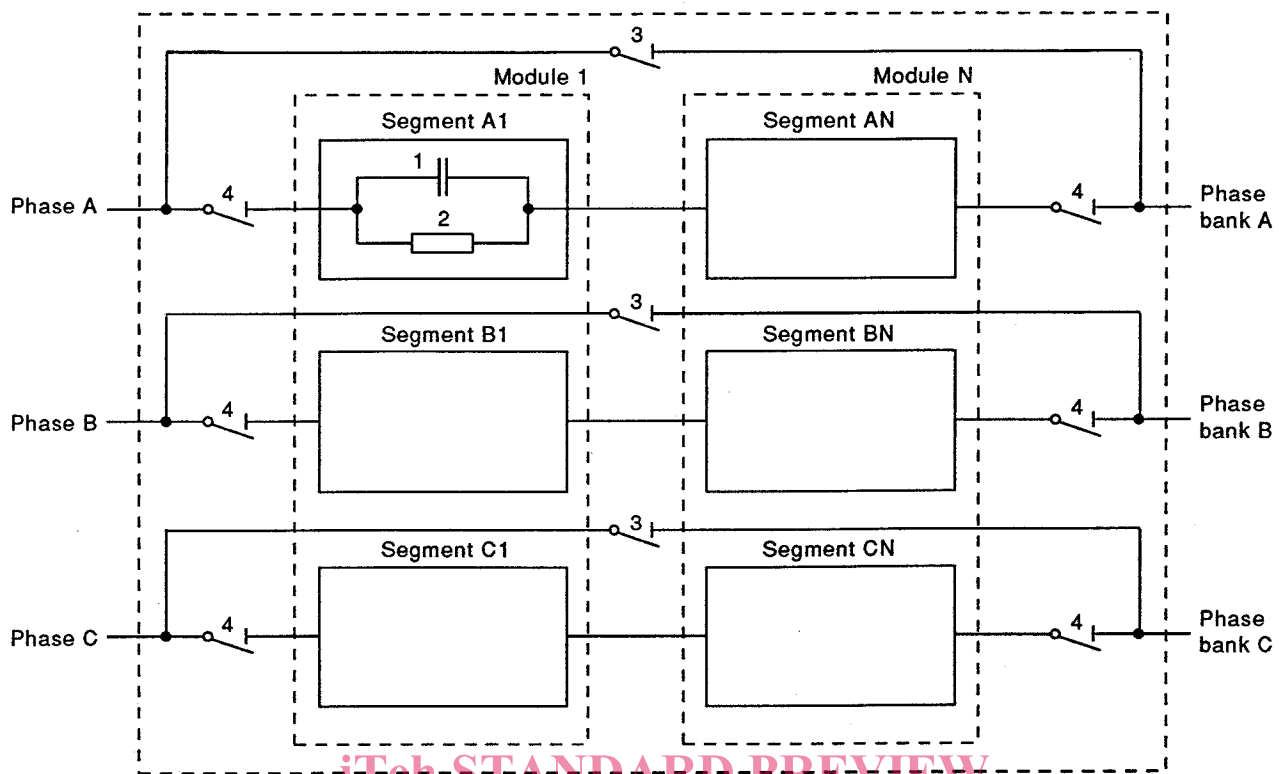 3
Module 1
Module N
Segment A1
Segment AN
1
2
Phase A
4
4
Phase
bank A
3
Segment B1
Segment BN
Phase B
4
4
Phase
bank B
3
Segment C1
Segment CN
Phase C
4
4
Phase
bank C
iTeh STANDARD PREVIEW